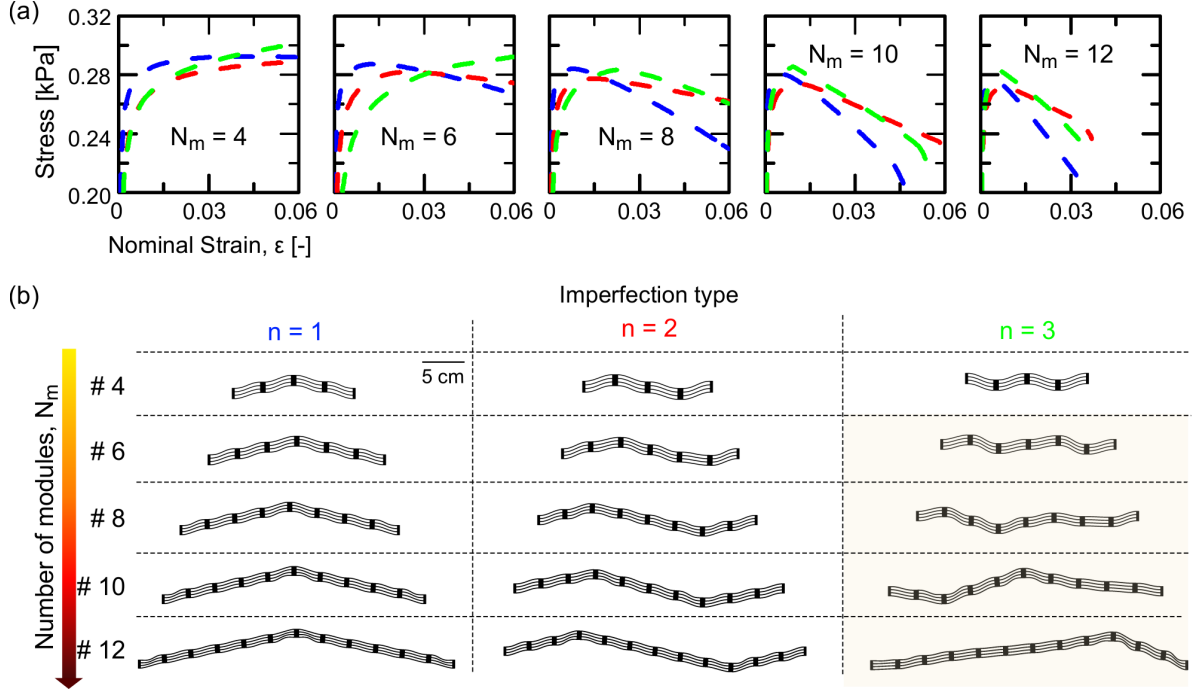 (a)
Stress [kPa]
0.32
0.28
0.24
0.20
N_m = 4
N_m = 6
N_m = 8
N_m = 10
N_m = 12
0 0.03 0.06
0 0.03 0.06
0 0.03 0.06
0 0.03 0.06
0 0.03 0.06
Nominal Strain, ε [-]
(b)
Imperfection type
n = 1
n = 2
n = 3
5 cm
Number of modules, N_m
# 4
# 6
# 8
# 10
# 12